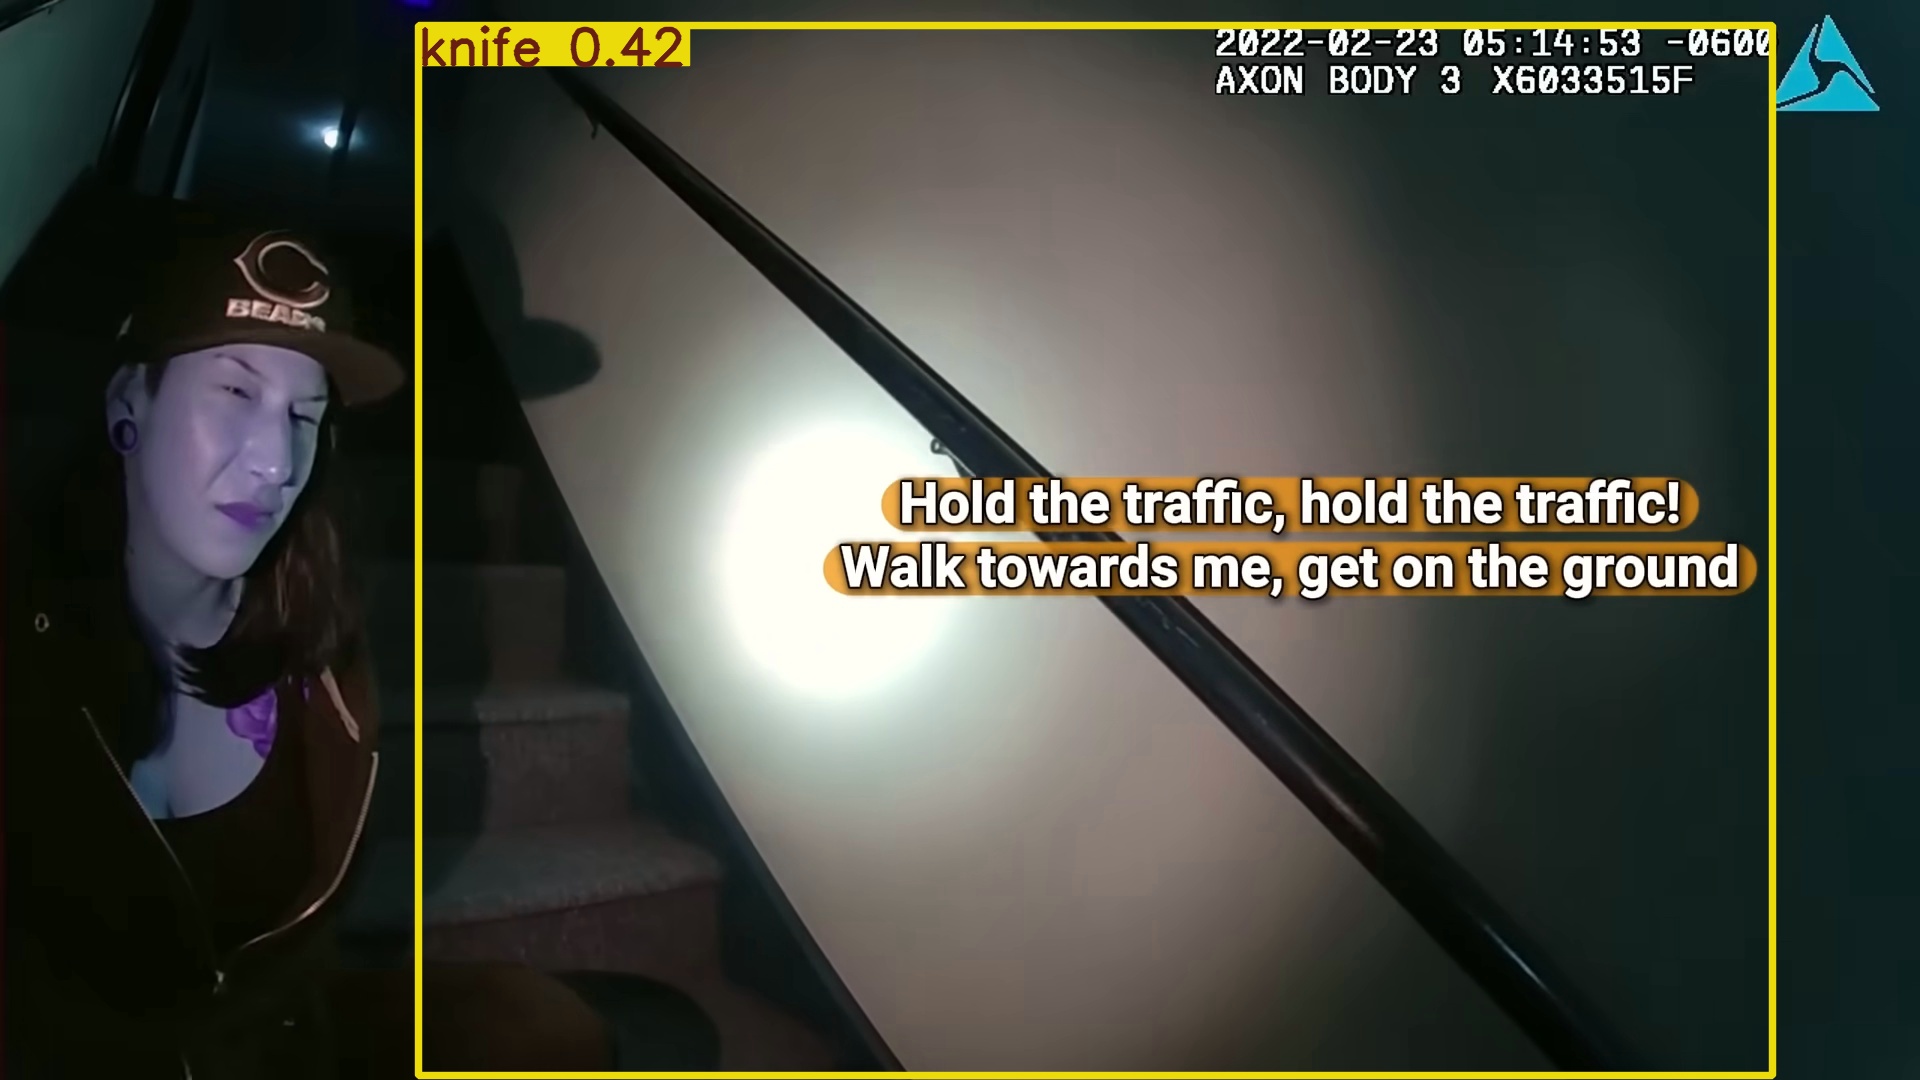 knife 0.42
2022-02-23 05:14:53 -0600
AXON BODY 3 X6033515F
C
BEARS
Hold the traffic, hold the traffic!
Walk towards me, get on the ground